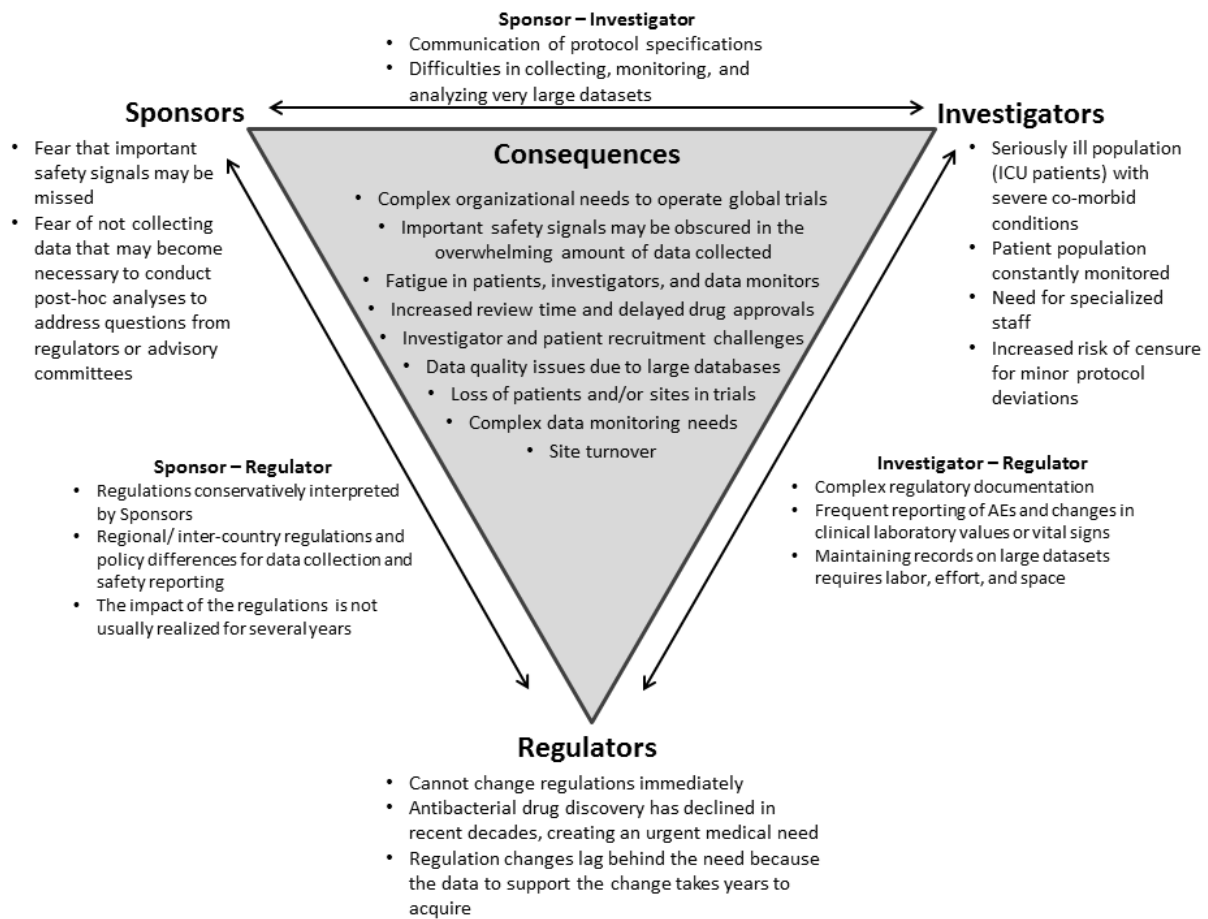 Sponsor – Investigator
• Communication of protocol specifications
• Difficulties in collecting, monitoring, and
analyzing very large datasets
Sponsors
• Fear that important
safety signals may be
missed
• Fear of not collecting
data that may become
necessary to conduct
post-hoc analyses to
address questions from
regulators or advisory
committees
Consequences
• Complex organizational needs to operate global trials
• Important safety signals may be obscured in the
overwhelming amount of data collected
• Fatigue in patients, investigators, and data monitors
• Increased review time and delayed drug approvals
• Investigator and patient recruitment challenges
• Data quality issues due to large databases
• Loss of patients and/or sites in trials
• Complex data monitoring needs
• Site turnover
Investigators
• Seriously ill population
(ICU patients) with
severe co-morbid
conditions
• Patient population
constantly monitored
• Need for specialized
staff
• Increased risk of censure
for minor protocol
deviations
Sponsor – Regulator
• Regulations conservatively interpreted
by Sponsors
• Regional/ inter-country regulations and
policy differences for data collection and
safety reporting
• The impact of the regulations is not
usually realized for several years
Investigator – Regulator
• Complex regulatory documentation
• Frequent reporting of AEs and changes in
clinical laboratory values or vital signs
• Maintaining records on large datasets
requires labor, effort, and space
Regulators
• Cannot change regulations immediately
• Antibacterial drug discovery has declined in
recent decades, creating an urgent medical need
• Regulation changes lag behind the need because
the data to support the change takes years to
acquire